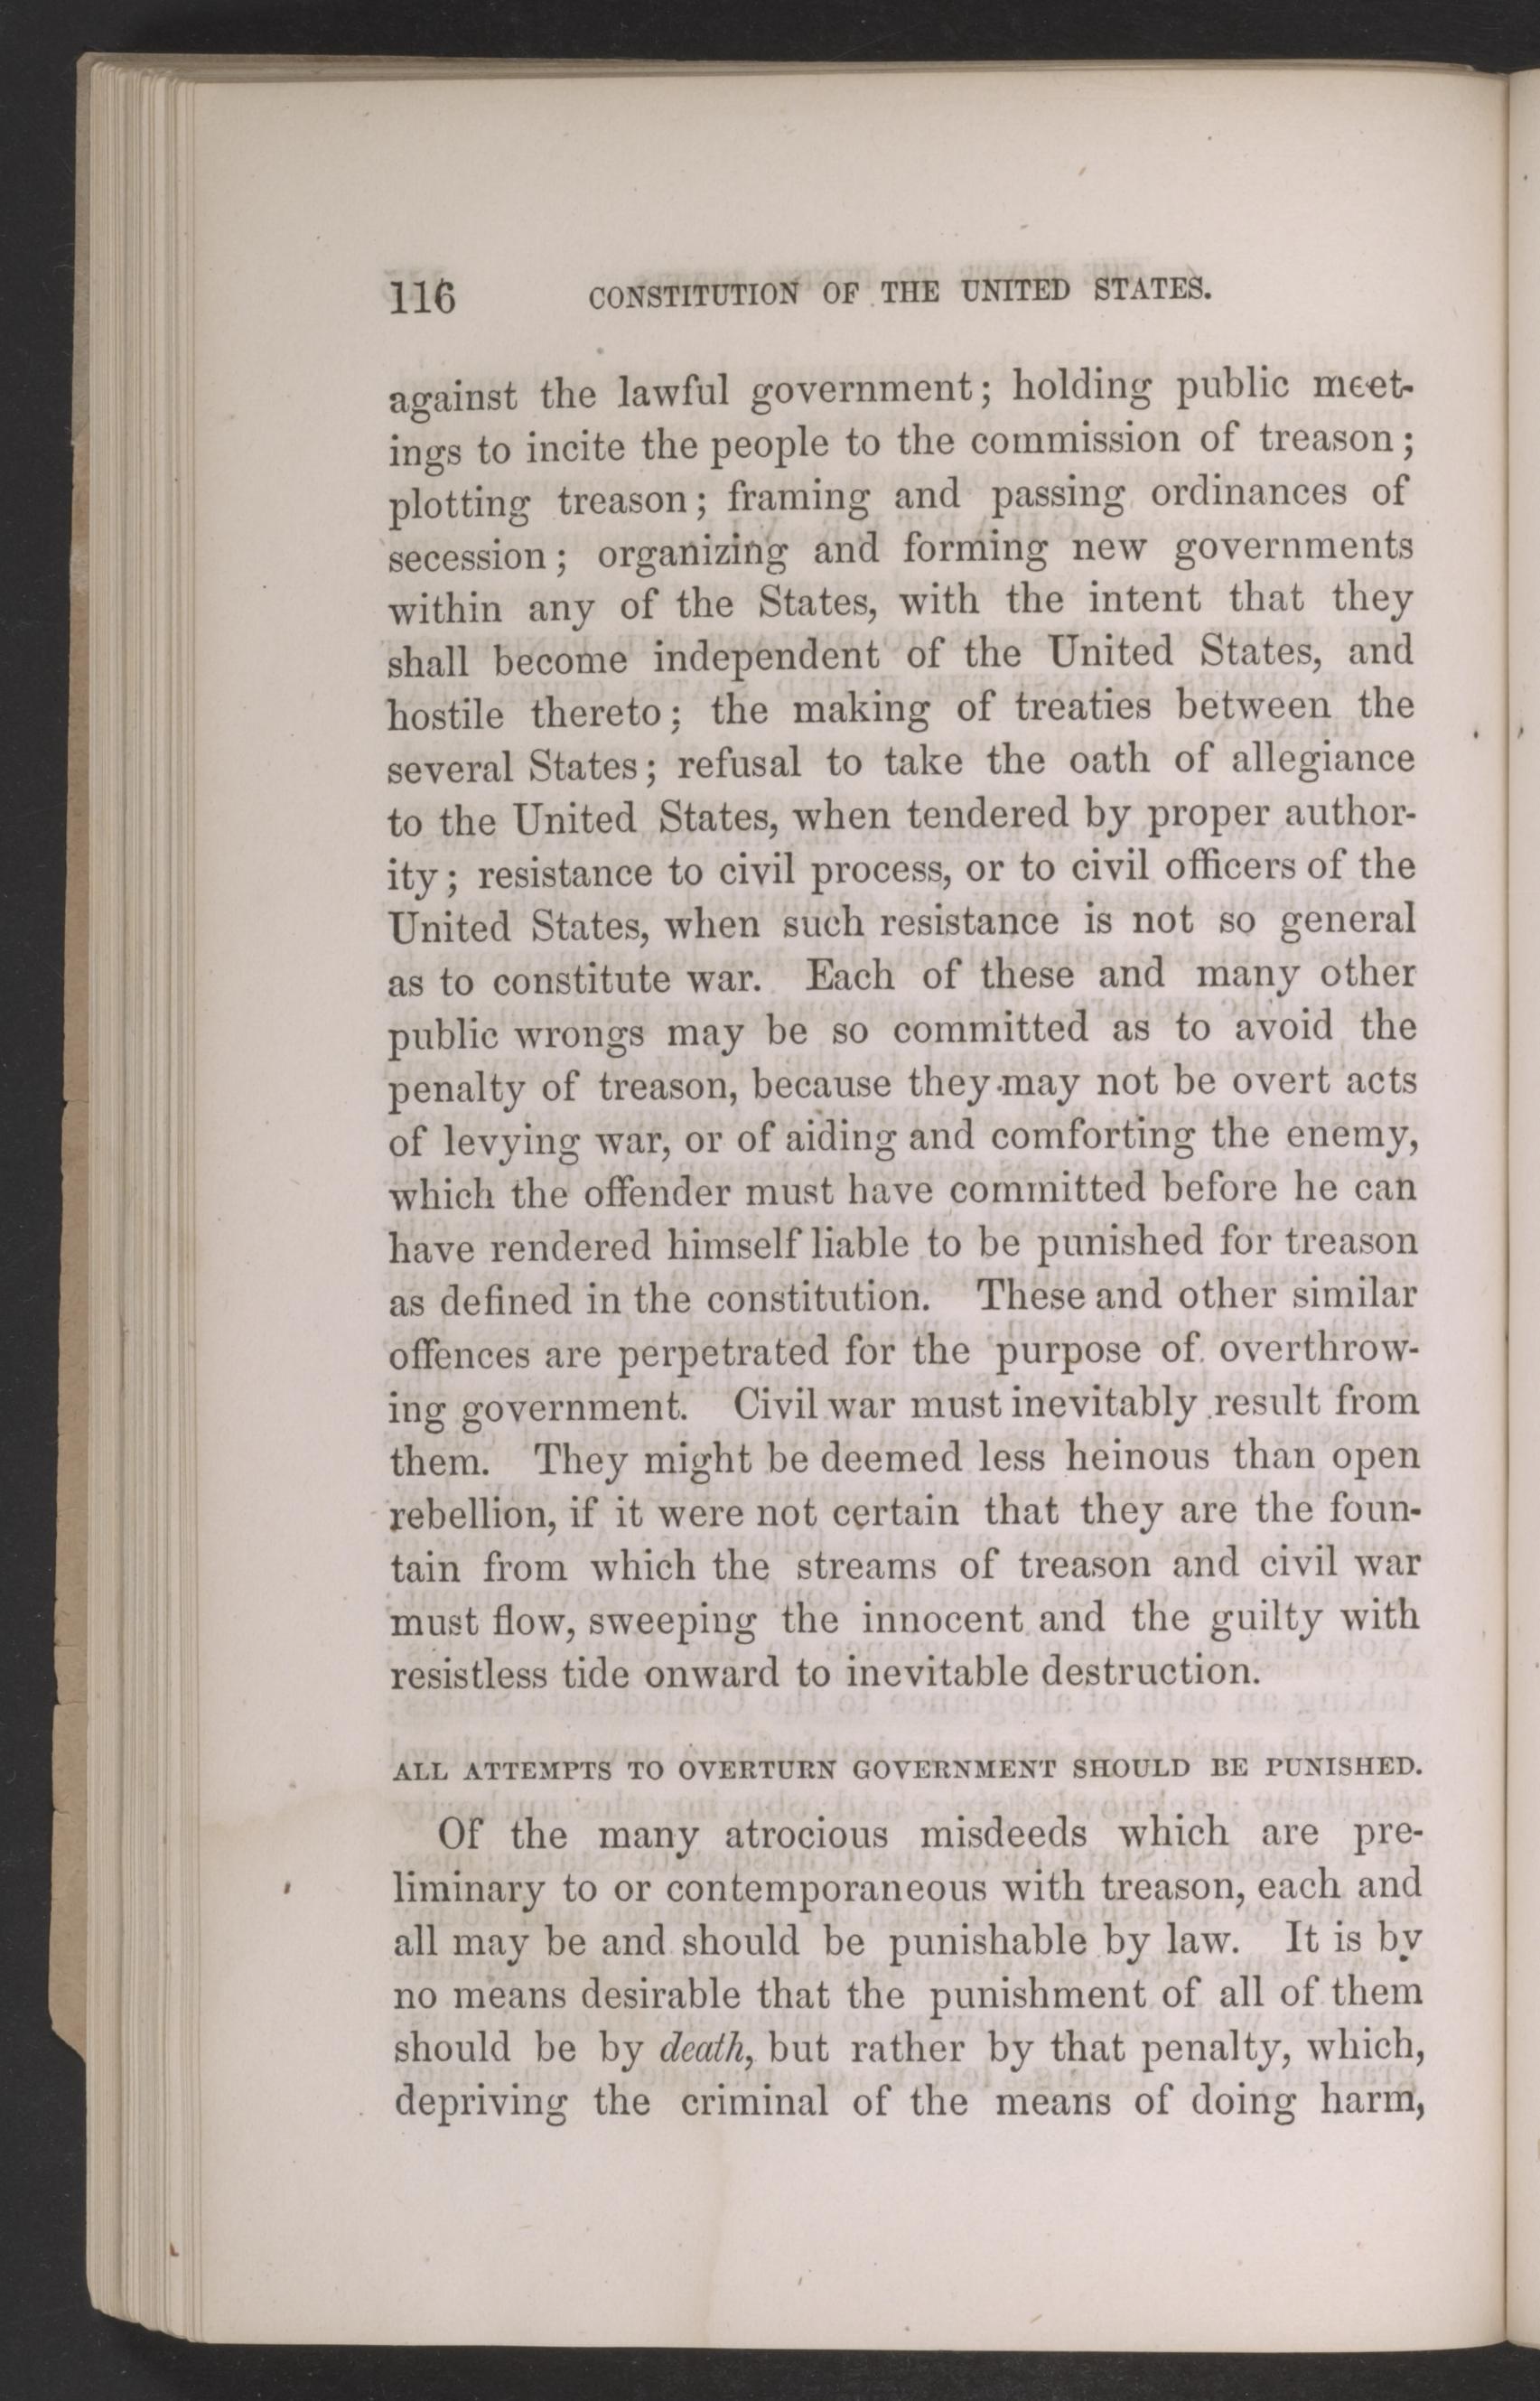 116 CONSTITUTION OF THE UNITED STATES.
against the lawful government; holding public meet-
ings to incite the people to the commission of treason;
plotting treason; framing and passing ordinances of
secession; organizing and forming new governments
within any of the States, with the intent that they
shall become independent of the United States, and
hostile thereto; the making of treaties between the
several States; refusal to take the oath of allegiance
to the United States, when tendered by proper author-
ity; resistance to civil process, or to civil officers of the
United States, when such resistance is not so general
as to constitute war. Each of these and many other
public wrongs may be so committed as to avoid the
penalty of treason, because they may not be overt acts
of levying war, or of aiding and comforting the enemy,
which the offender must have committed before he can
have rendered himself liable to be punished for treason
as defined in the constitution. These and other similar
offences are perpetrated for the purpose of overthrow-
ing government. Civil war must inevitably result from
them. They might be deemed less heinous than open
rebellion, if it were not certain that they are the foun-
tain from which the streams of treason and civil war
must flow, sweeping the innocent and the guilty with
resistless tide onward to inevitable destruction.
ALL ATTEMPTS TO OVERTURN GOVERNMENT SHOULD BE PUNISHED.
Of the many atrocious misdeeds which are pre-
liminary to or contemporaneous with treason, each and
all may be and should be punishable by law. It is by
no means desirable that the punishment of all of them
should be by death, but rather by that penalty, which,
depriving the criminal of the means of doing harm,